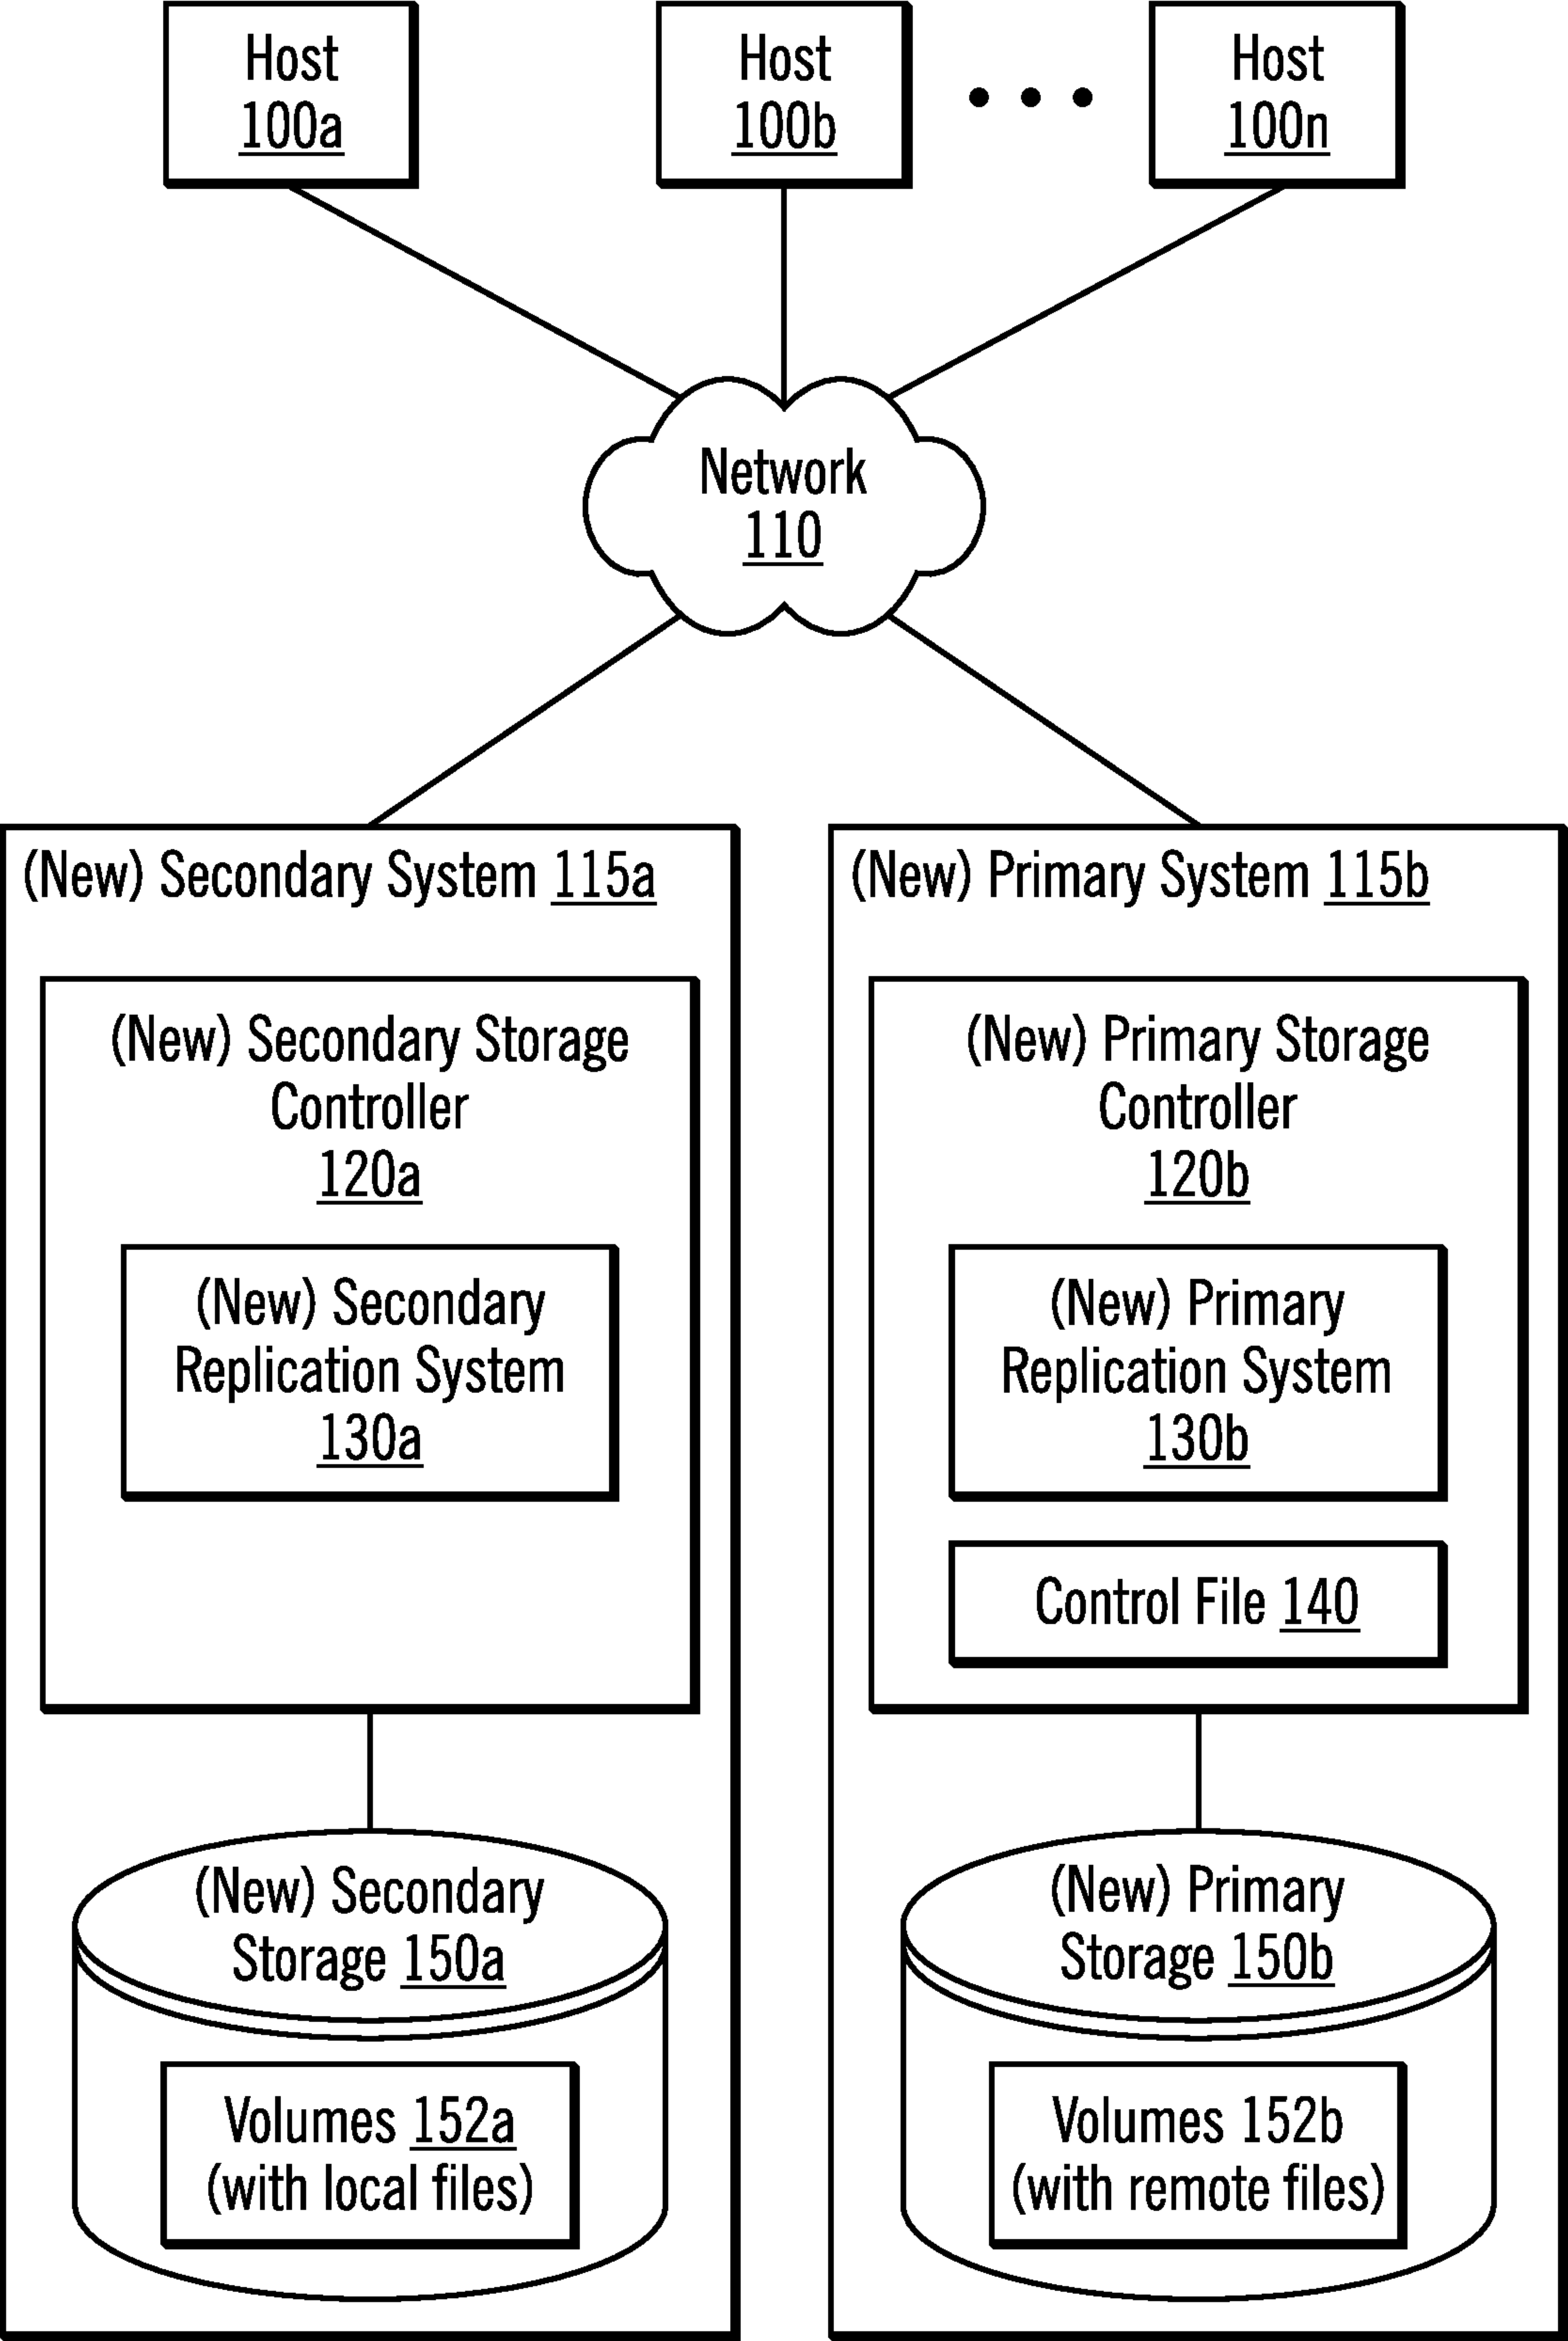 Host
100a
Host
100b
Host
100n
Network
110
(New) Secondary System 115a
(New) Secondary Storage
Controller
120a
(New) Secondary
Replication System
130a
(New) Secondary
Storage 150a
Volumes 152a
(with local files)
(New) Primary System 115b
(New) Primary Storage
Controller
120b
(New) Primary
Replication System
130b
Control File 140
(New) Primary
Storage 150b
Volumes 152b
(with remote files)